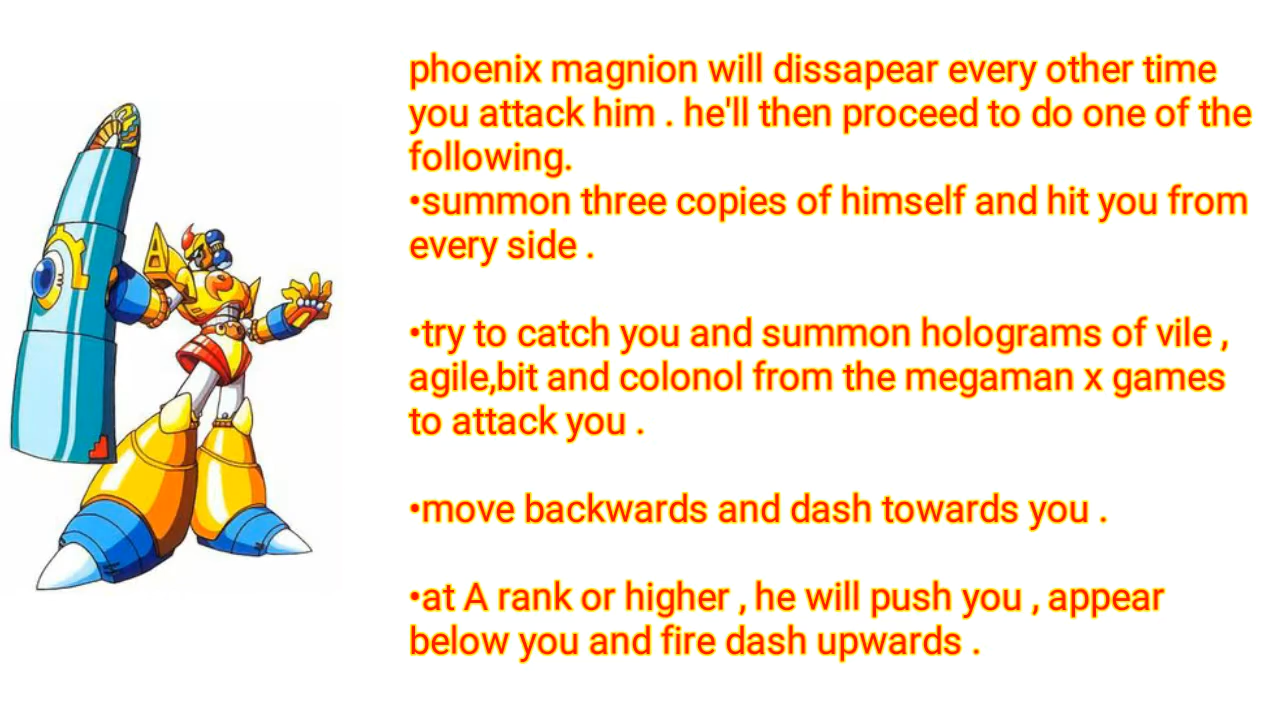 phoenix magnion will dissapear every other time
you attack him . he'll then proceed to do one of the
following.
•summon three copies of himself and hit you from
every side .
•try to catch you and summon holograms of vile ,
agile,bit and colonol from the megaman x games
to attack you .
•move backwards and dash towards you .
•at A rank or higher , he will push you , appear
below you and fire dash upwards .